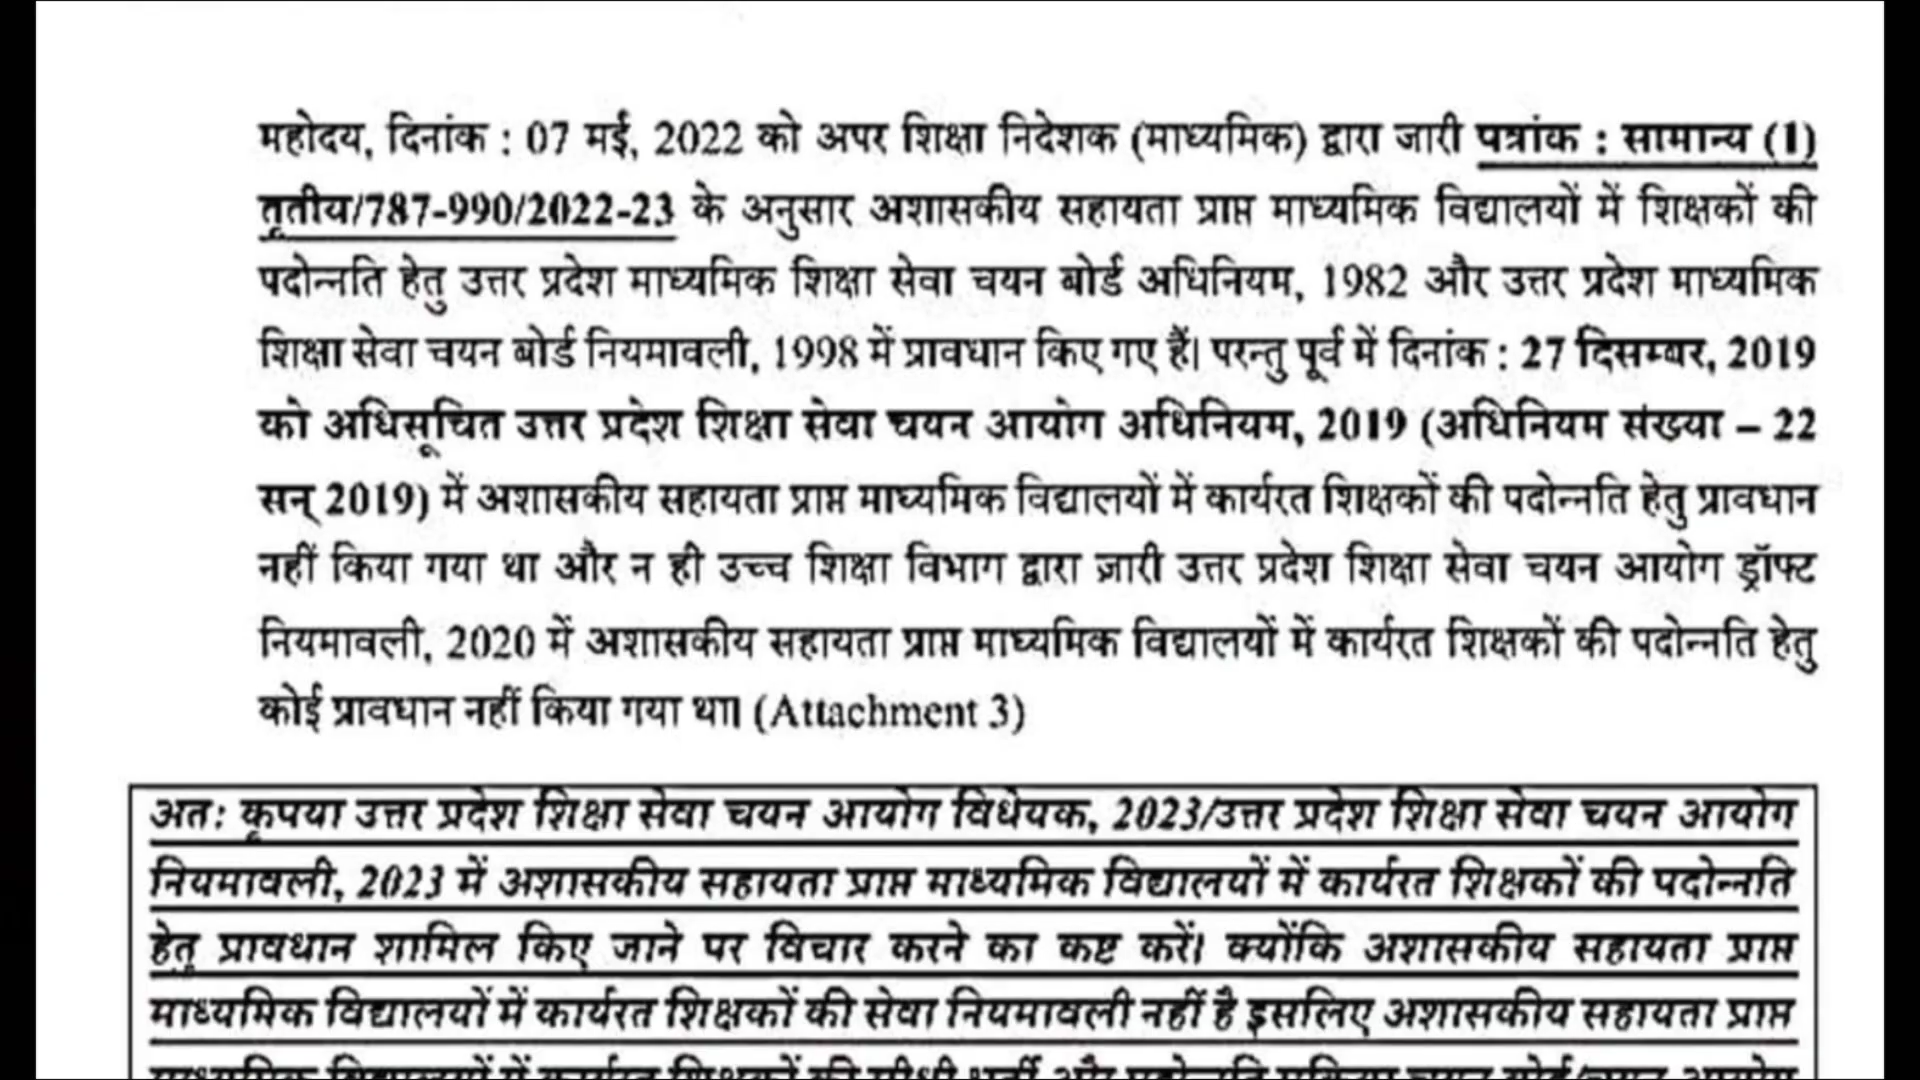 महोदय, दिनांक : 07 मई, 2022 को अपर शिक्षा निदेशक (माध्यमिक) द्वारा जारी पत्रांक : सामान्य (1)
तृतीय/787-990/2022-23 के अनुसार अशासकीय सहायता प्राप्त माध्यमिक विद्यालयों में शिक्षकों की
पदोन्नति हेतु उत्तर प्रदेश माध्यमिक शिक्षा सेवा चयन बोर्ड अधिनियम, 1982 और उत्तर प्रदेश माध्यमिक
शिक्षा सेवा चयन बोर्ड नियमावली, 1998 में प्रावधान किए गए हैं। परन्तु पूर्व में दिनांक : 27 दिसम्बर, 2019
को अधिसूचित उत्तर प्रदेश शिक्षा सेवा चयन आयोग अधिनियम, 2019 (अधिनियम संख्या – 22
सन् 2019) में अशासकीय सहायता प्राप्त माध्यमिक विद्यालयों में कार्यरत शिक्षकों की पदोन्नति हेतु प्रावधान
नहीं किया गया था और न ही उच्च शिक्षा विभाग द्वारा ज़ारी उत्तर प्रदेश शिक्षा सेवा चयन आयोग ड्रॉफ्ट
नियमावली, 2020 में अशासकीय सहायता प्राप्त माध्यमिक विद्यालयों में कार्यरत शिक्षकों की पदोन्नति हेतु
कोई प्रावधान नहीं किया गया था। (Attachment 3)
अतः कृपया उत्तर प्रदेश शिक्षा सेवा चयन आयोग विधेयक, 2023/उत्तर प्रदेश शिक्षा सेवा चयन आयोग
नियमावली, 2023 में अशासकीय सहायता प्राप्त माध्यमिक विद्यालयों में कार्यरत शिक्षकों की पदोन्नति
हेतु प्रावधान शामिल किए जाने पर विचार करने का कष्ट करें। क्योंकि अशासकीय सहायता प्राप्त
माध्यमिक विद्यालयों में कार्यरत शिक्षकों की सेवा नियमावली नहीं है इसलिए अशासकीय सहायता प्राप्त